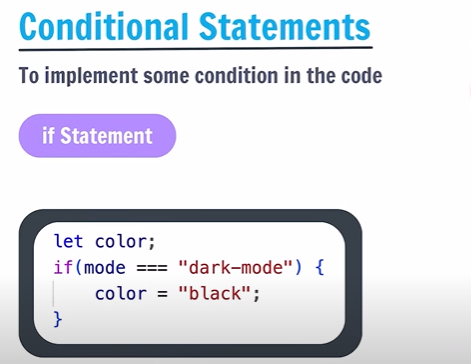 Conditional Statements
To implement some condition in the code
if Statement
let color;
if(mode === "dark-mode") {
    color = "black";
}